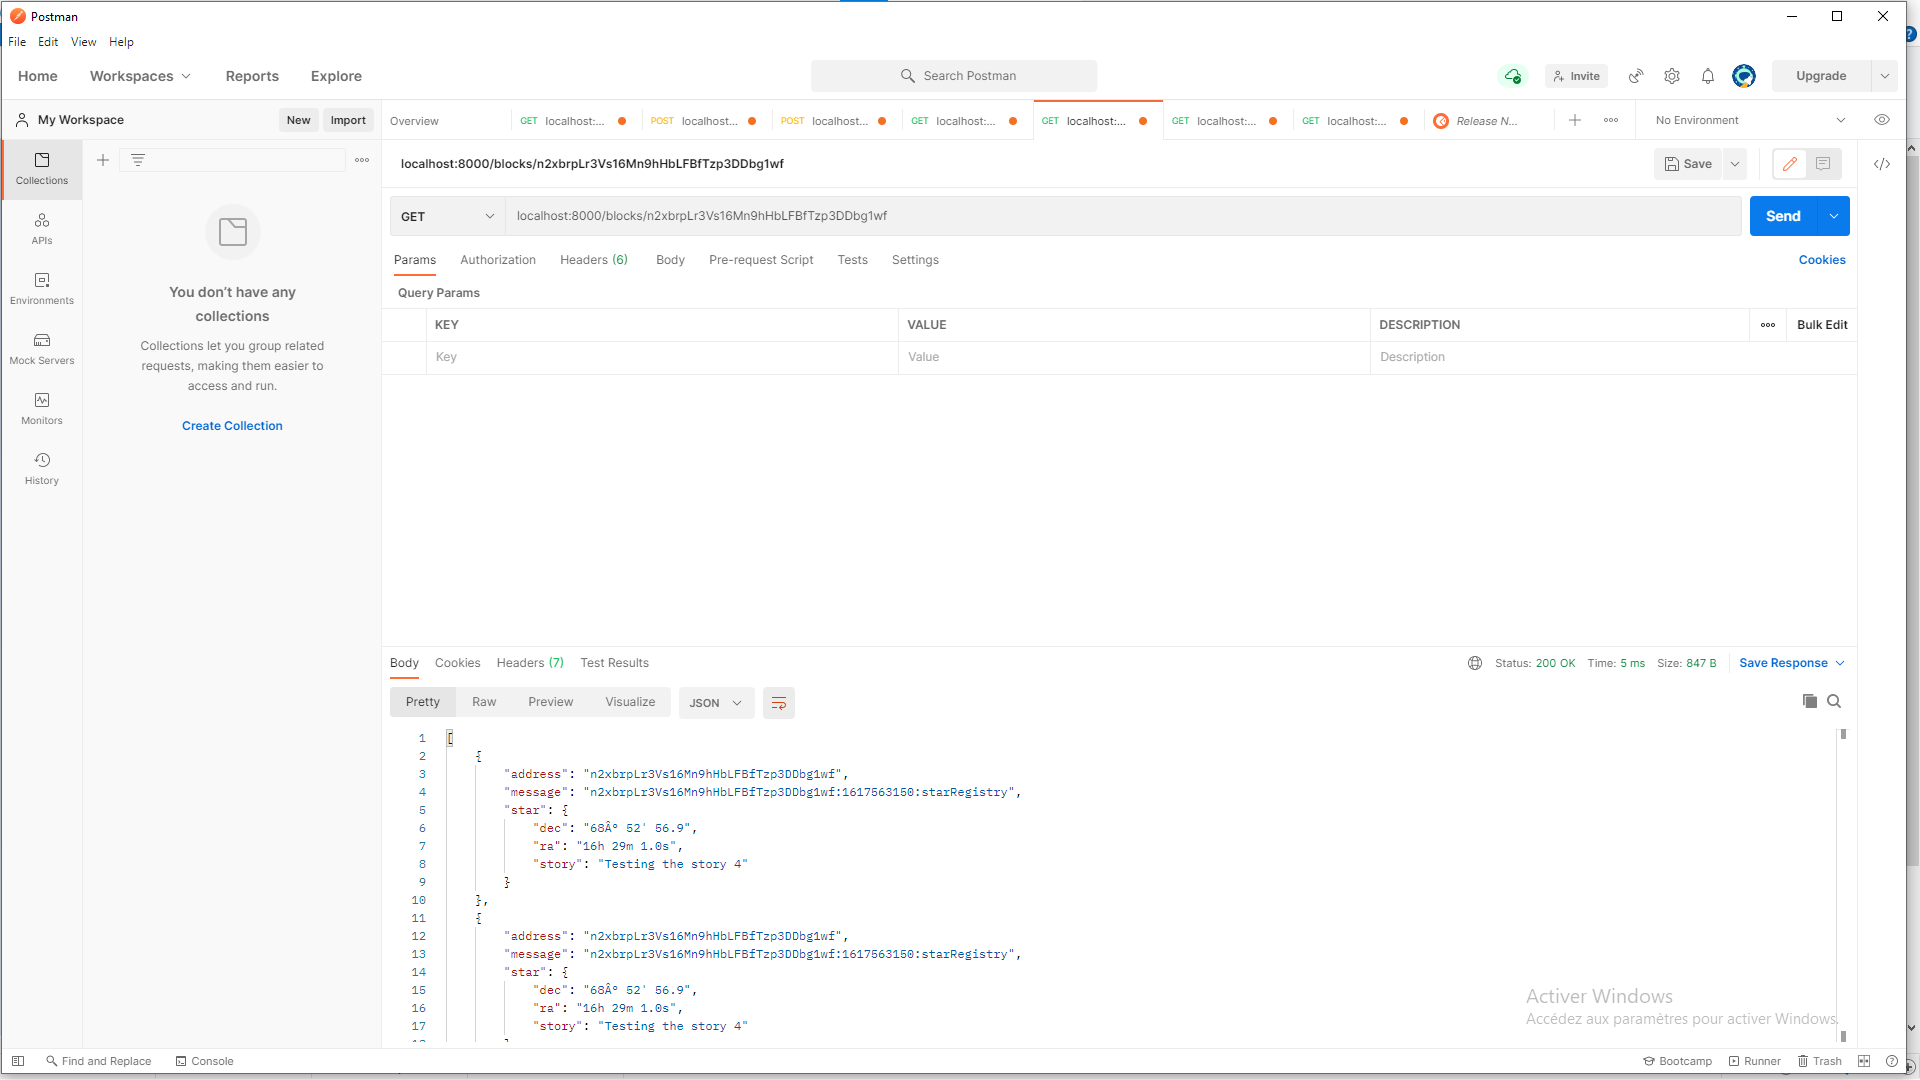 Postman
File Edit View Help
Home Workspaces Reports Explore
Search Postman
Invite
Upgrade
My Workspace New Import
Overview GET localhost:... POST localhost... POST localhost... GET localhost:... GET localhost:... GET localhost:... GET localhost:... Release N... No Environment
Collections
APIs
Environments
Mock Servers
Monitors
History
You don't have any
collections
Collections let you group related
requests, making them easier to
access and run.
Create Collection
localhost:8000/blocks/n2xbrpLr3Vs16Mn9hHbLFBfTzp3DDbg1wf
Save
GET localhost:8000/blocks/n2xbrpLr3Vs16Mn9hHbLFBfTzp3DDbg1wf
Send
Params Authorization Headers (6) Body Pre-request Script Tests Settings Cookies
Query Params
KEY VALUE DESCRIPTION Bulk Edit
Key Value Description
Body Cookies Headers (7) Test Results Status: 200 OK Time: 5 ms Size: 847 B Save Response
Pretty Raw Preview Visualize JSON
1 [
2 {
3 "address": "n2xbrpLr3Vs16Mn9hHbLFBfTzp3DDbg1wf",
4 "message": "n2xbrpLr3Vs16Mn9hHbLFBfTzp3DDbg1wf:1617563150:starRegistry",
5 "star": {
6 "dec": "68Âº 52' 56.9",
7 "ra": "16h 29m 1.0s",
8 "story": "Testing the story 4"
9 }
10 },
11 {
12 "address": "n2xbrpLr3Vs16Mn9hHbLFBfTzp3DDbg1wf",
13 "message": "n2xbrpLr3Vs16Mn9hHbLFBfTzp3DDbg1wf:1617563150:starRegistry",
14 "star": {
15 "dec": "68Âº 52' 56.9",
16 "ra": "16h 29m 1.0s",
17 "story": "Testing the story 4"
Activer Windows
Accédez aux paramètres pour activer Windows.
Find and Replace Console Bootcamp Runner Trash